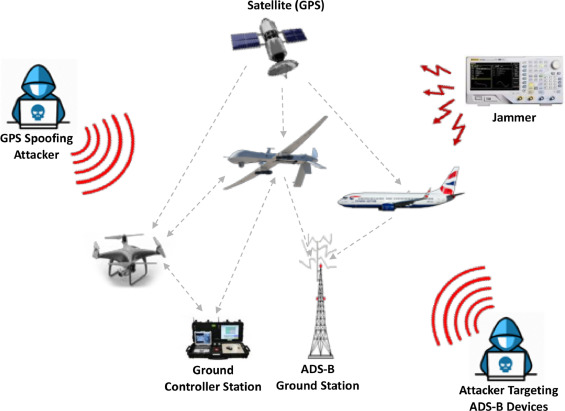 Satellite (GPS)
GPS Spoofing
Attacker
Jammer
Ground
Controller Station
ADS-B
Ground Station
Attacker Targeting
ADS-B Devices